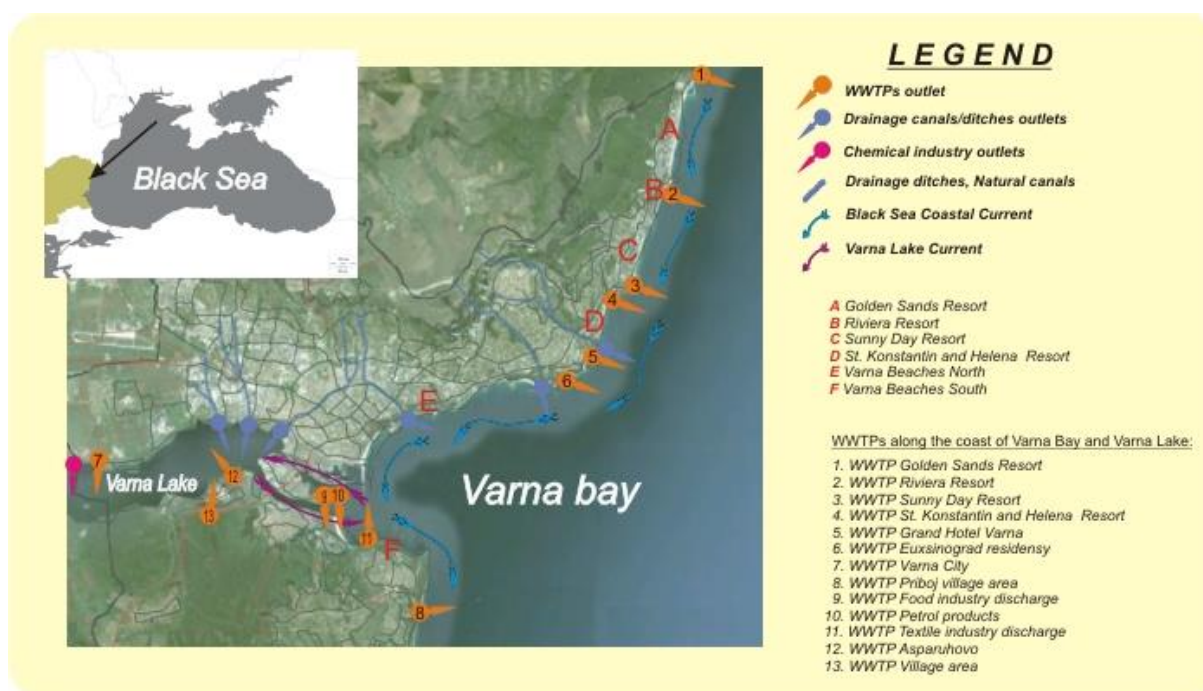 Black Sea
1
A
B
2
C
3
4
D
5
6
E
7
Varna Lake
12
13
9
10
11
F
8
Varna bay
LEGEND
WWTPs outlet
Drainage canals/ditches outlets
Chemical industry outlets
Drainage ditches, Natural canals
Black Sea Coastal Current
Varna Lake Current
A Golden Sands Resort
B Riviera Resort
C Sunny Day Resort
D St. Konstantin and Helena Resort
E Varna Beaches North
F Varna Beaches South
WWTPs along the coast of Varna Bay and Varna Lake:
1. WWTP Golden Sands Resort
2. WWTP Riviera Resort
3. WWTP Sunny Day Resort
4. WWTP St. Konstantin and Helena Resort
5. WWTP Grand Hotel Varna
6. WWTP Euxsinograd residensy
7. WWTP Varna City
8. WWTP Priboj village area
9. WWTP Food industry discharge
10. WWTP Petrol products
11. WWTP Textile industry discharge
12. WWTP Asparuhovo
13. WWTP Village area